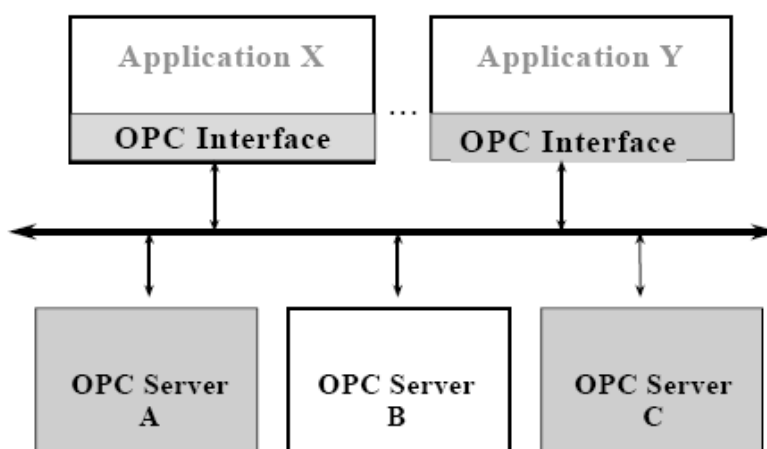 Application X
Application Y
...
OPC Interface
OPC Interface
OPC Server
A
OPC Server
B
OPC Server
C